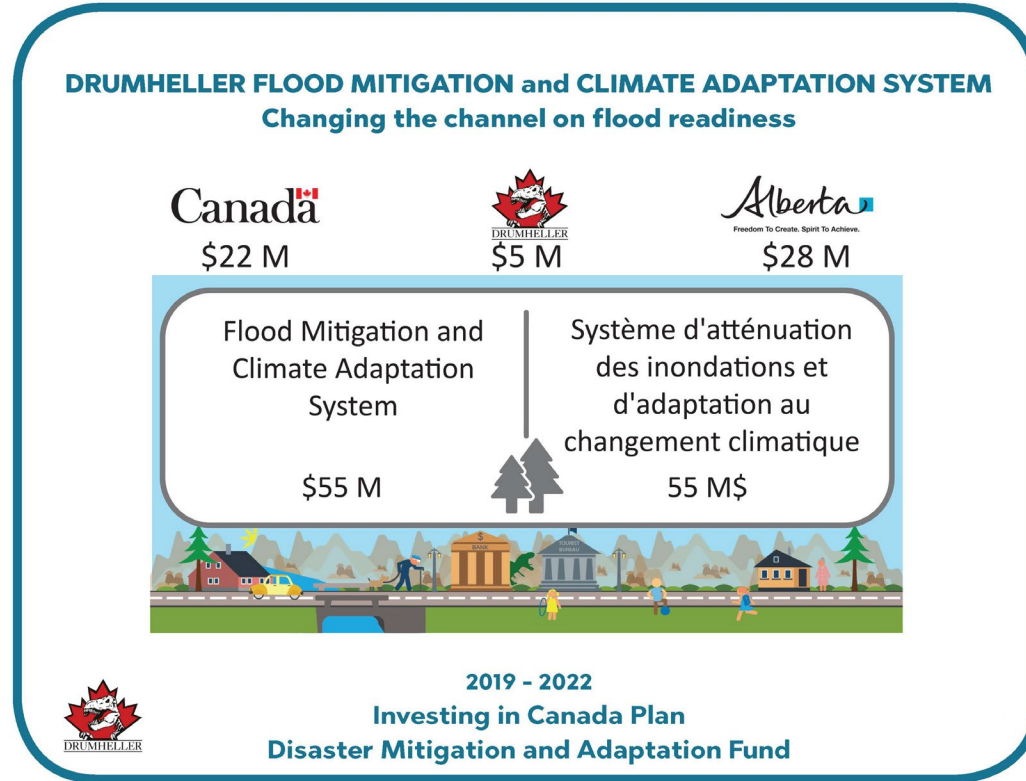 DRUMHELLER FLOOD MITIGATION and CLIMATE ADAPTATION SYSTEM
Changing the channel on flood readiness
Canada
$22 M
DRUMHELLER
$5 M
Alberta
Freedom To Create. Spirit To Achieve.
$28 M
Flood Mitigation and
Climate Adaptation
System
$55 M
Système d'atténuation
des inondations et
d'adaptation au
changement climatique
55 M$
$
BANK
TOURIST
BUREAU
2019 - 2022
Investing in Canada Plan
Disaster Mitigation and Adaptation Fund
DRUMHELLER